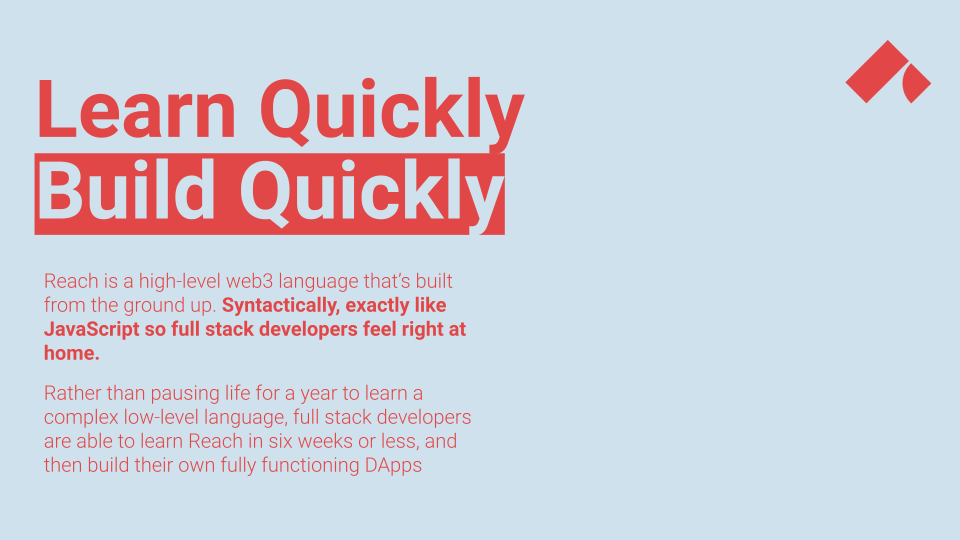 Learn Quickly
Build Quickly
Reach is a high-level web3 language that’s built
from the ground up. Syntactically, exactly like
JavaScript so full stack developers feel right at
home.
Rather than pausing life for a year to learn a
complex low-level language, full stack developers
are able to learn Reach in six weeks or less, and
then build their own fully functioning DApps